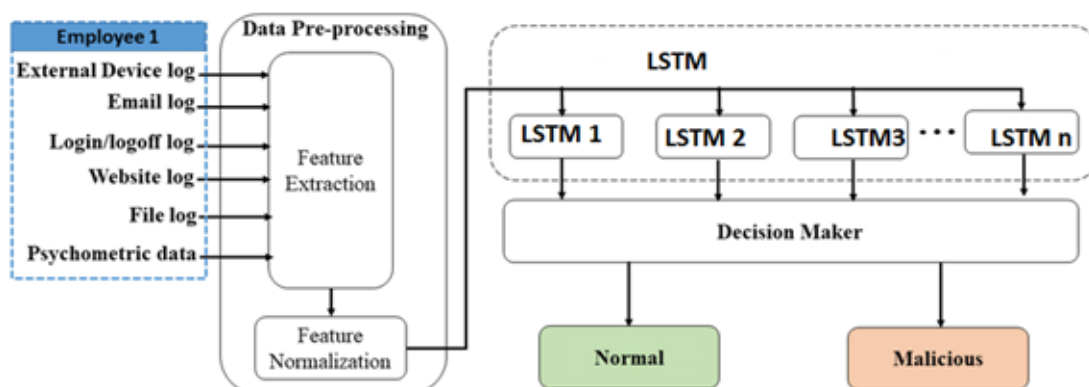 Employee 1
External Device log
Email log
Login/logoff log
Website log
File log
Psychometric data
Data Pre-processing
Feature
Extraction
Feature
Normalization
LSTM
LSTM 1
LSTM 2
LSTM3
...
LSTM n
Decision Maker
Normal
Malicious